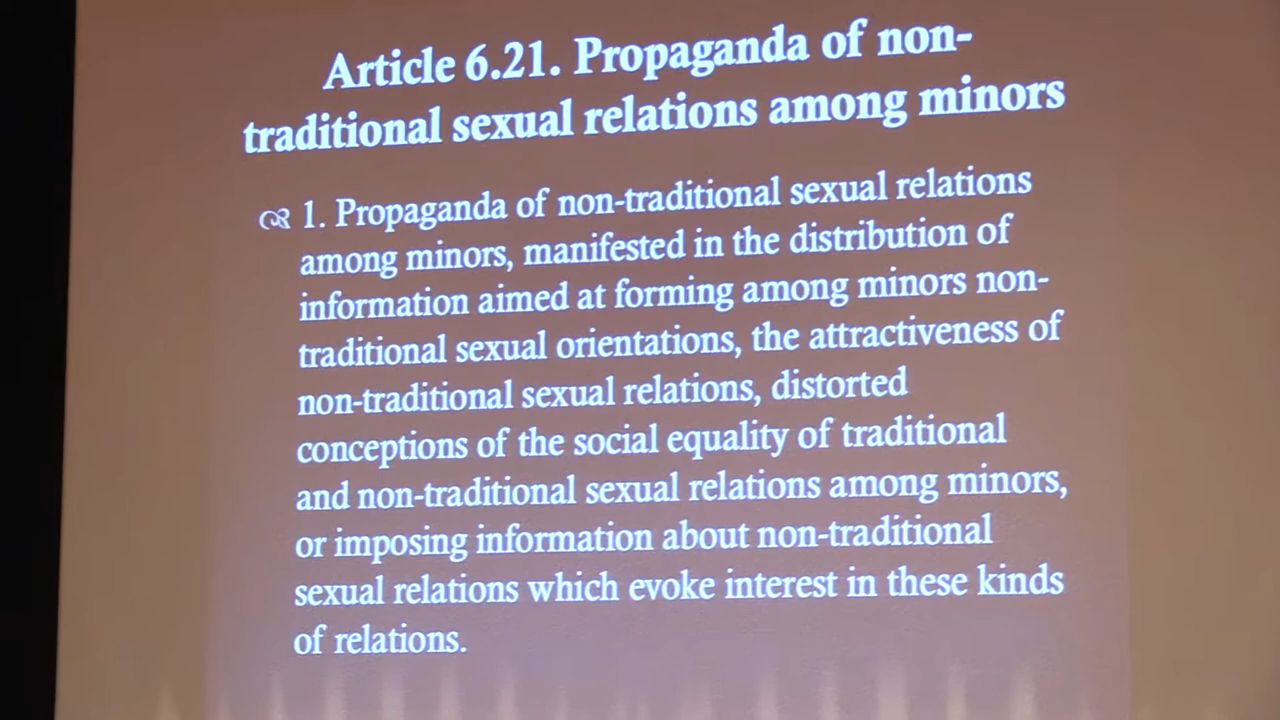 Article 6.21. Propaganda of non-
traditional sexual relations among minors
1. Propaganda of non-traditional sexual relations
among minors, manifested in the distribution of
information aimed at forming among minors non-
traditional sexual orientations, the attractiveness of
non-traditional sexual relations, distorted
conceptions of the social equality of traditional
and non-traditional sexual relations among minors,
or imposing information about non-traditional
sexual relations which evoke interest in these kinds
of relations.